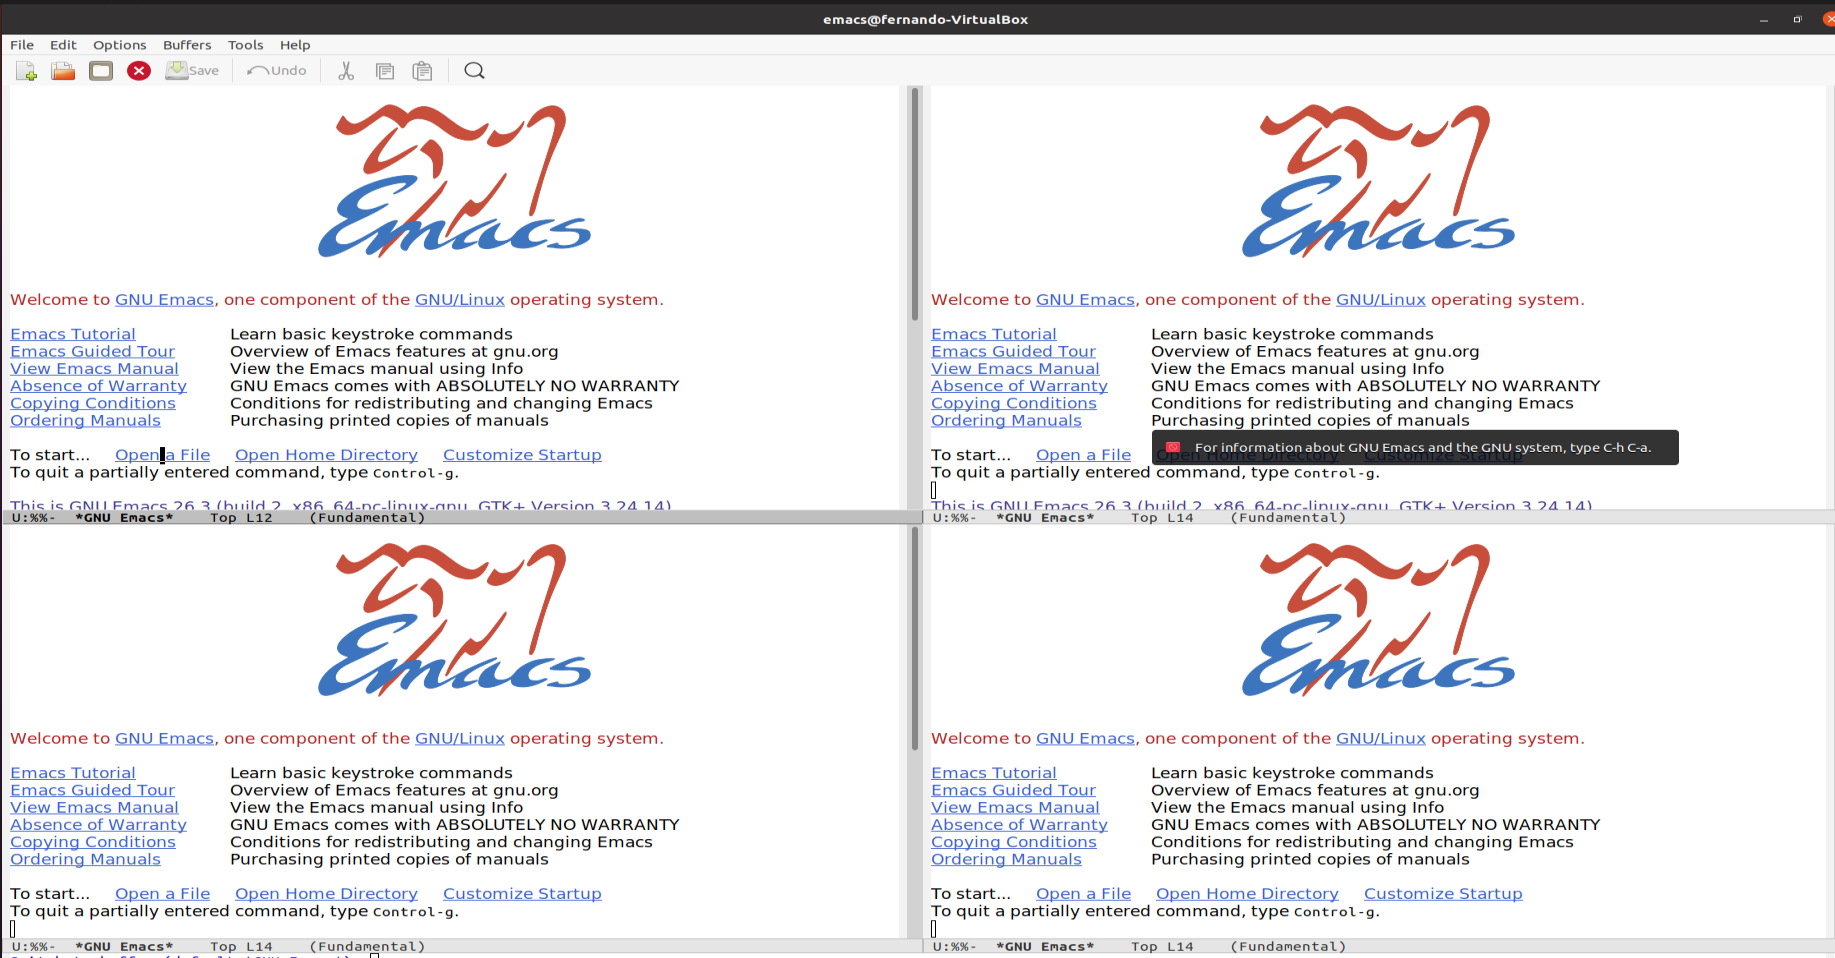 emacs@fernando-VirtualBox
File Edit Options Buffers Tools Help
Save Undo
Emacs
Welcome to GNU Emacs, one component of the GNU/Linux operating system.
Emacs Tutorial Learn basic keystroke commands
Emacs Guided Tour Overview of Emacs features at gnu.org
View Emacs Manual View the Emacs manual using Info
Absence of Warranty GNU Emacs comes with ABSOLUTELY NO WARRANTY
Copying Conditions Conditions for redistributing and changing Emacs
Ordering Manuals Purchasing printed copies of manuals
To start... Open a File Open Home Directory Customize Startup
To quit a partially entered command, type Control-g.
This is GNU Emacs 26.3 (build 2, x86_64-pc-linux-gnu, GTK+ Version 3.24.14)
U:%%- *GNU Emacs* Top L12 (Fundamental)
Emacs
Welcome to GNU Emacs, one component of the GNU/Linux operating system.
Emacs Tutorial Learn basic keystroke commands
Emacs Guided Tour Overview of Emacs features at gnu.org
View Emacs Manual View the Emacs manual using Info
Absence of Warranty GNU Emacs comes with ABSOLUTELY NO WARRANTY
Copying Conditions Conditions for redistributing and changing Emacs
Ordering Manuals Purchasing printed copies of manuals
For information about GNU Emacs and the GNU system, type C-h C-a.
To start... Open a File Open Home Directory Customize Startup
To quit a partially entered command, type Control-g.
This is GNU Emacs 26.3 (build 2, x86_64-pc-linux-gnu, GTK+ Version 3.24.14)
U:%%- *GNU Emacs* Top L14 (Fundamental)
Emacs
Welcome to GNU Emacs, one component of the GNU/Linux operating system.
Emacs Tutorial Learn basic keystroke commands
Emacs Guided Tour Overview of Emacs features at gnu.org
View Emacs Manual View the Emacs manual using Info
Absence of Warranty GNU Emacs comes with ABSOLUTELY NO WARRANTY
Copying Conditions Conditions for redistributing and changing Emacs
Ordering Manuals Purchasing printed copies of manuals
To start... Open a File Open Home Directory Customize Startup
To quit a partially entered command, type Control-g.
U:%%- *GNU Emacs* Top L14 (Fundamental)
Emacs
Welcome to GNU Emacs, one component of the GNU/Linux operating system.
Emacs Tutorial Learn basic keystroke commands
Emacs Guided Tour Overview of Emacs features at gnu.org
View Emacs Manual View the Emacs manual using Info
Absence of Warranty GNU Emacs comes with ABSOLUTELY NO WARRANTY
Copying Conditions Conditions for redistributing and changing Emacs
Ordering Manuals Purchasing printed copies of manuals
To start... Open a File Open Home Directory Customize Startup
To quit a partially entered command, type Control-g.
U:%%- *GNU Emacs* Top L14 (Fundamental)